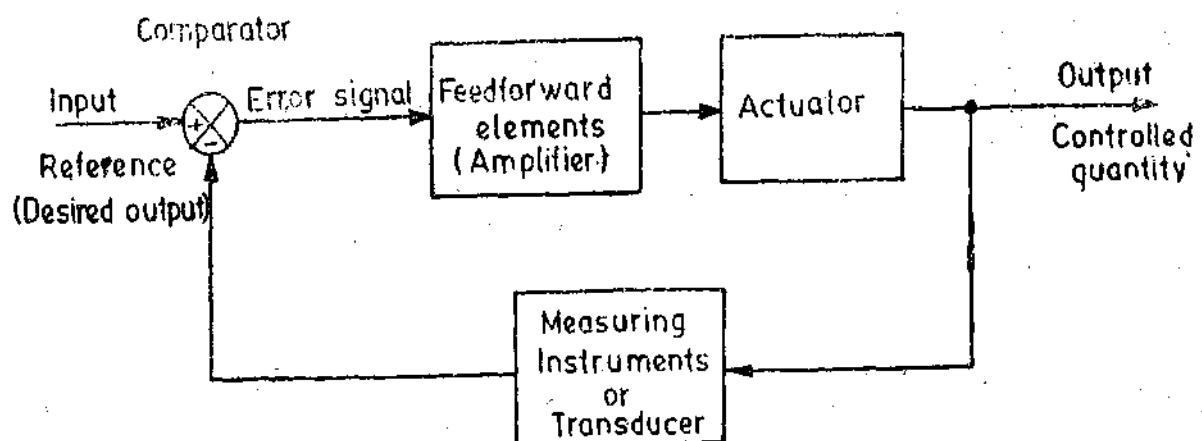 Comparator
Input
Reference
(Desired output)
+
-
Error signal
Feedforward
elements
(Amplifier)
Actuator
Output
Controlled
quantity
Measuring
Instruments
or
Transducer